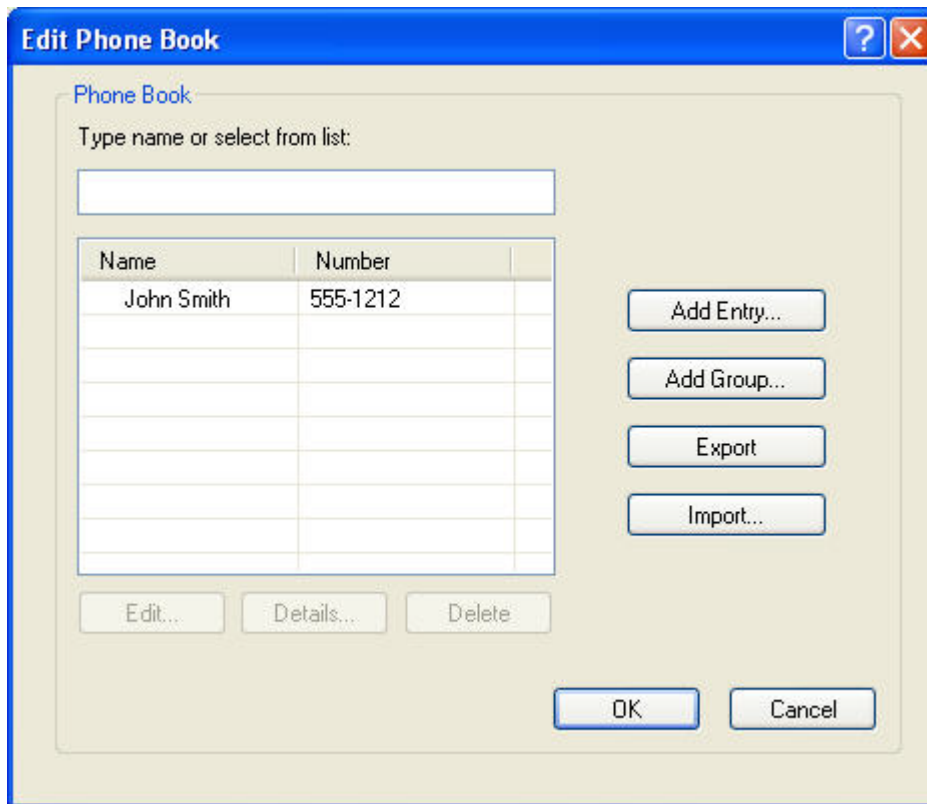 Edit Phone Book
Phone Book
Type name or select from list:
Name Number
John Smith 555-1212
Add Entry...
Add Group...
Export
Import...
Edit... Details... Delete
OK Cancel